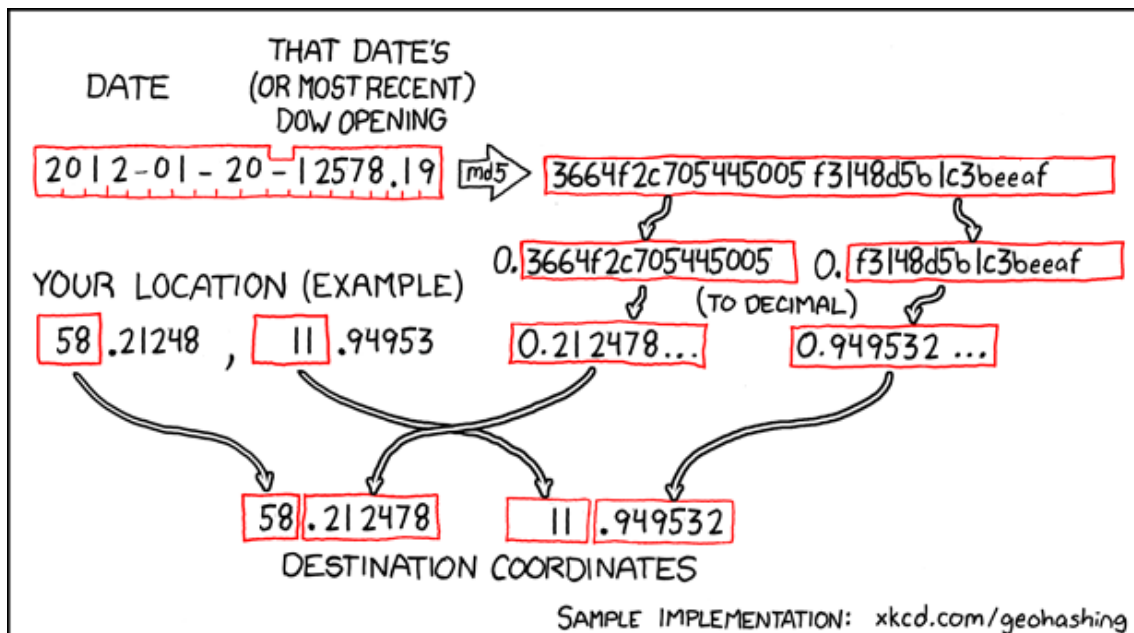 DATE
THAT DATE'S
(OR MOST RECENT)
DOW OPENING
2012-01-20-12578.19
md5
3664f2c705445005f3148d5b1c3beeaf
0.3664f2c705445005
0.f3148d5b1c3beeaf
(TO DECIMAL)
YOUR LOCATION (EXAMPLE)
58.21248, 11.94953
0.212478...
0.949532...
58.212478
11.949532
DESTINATION COORDINATES
SAMPLE IMPLEMENTATION: xkcd.com/geohashing